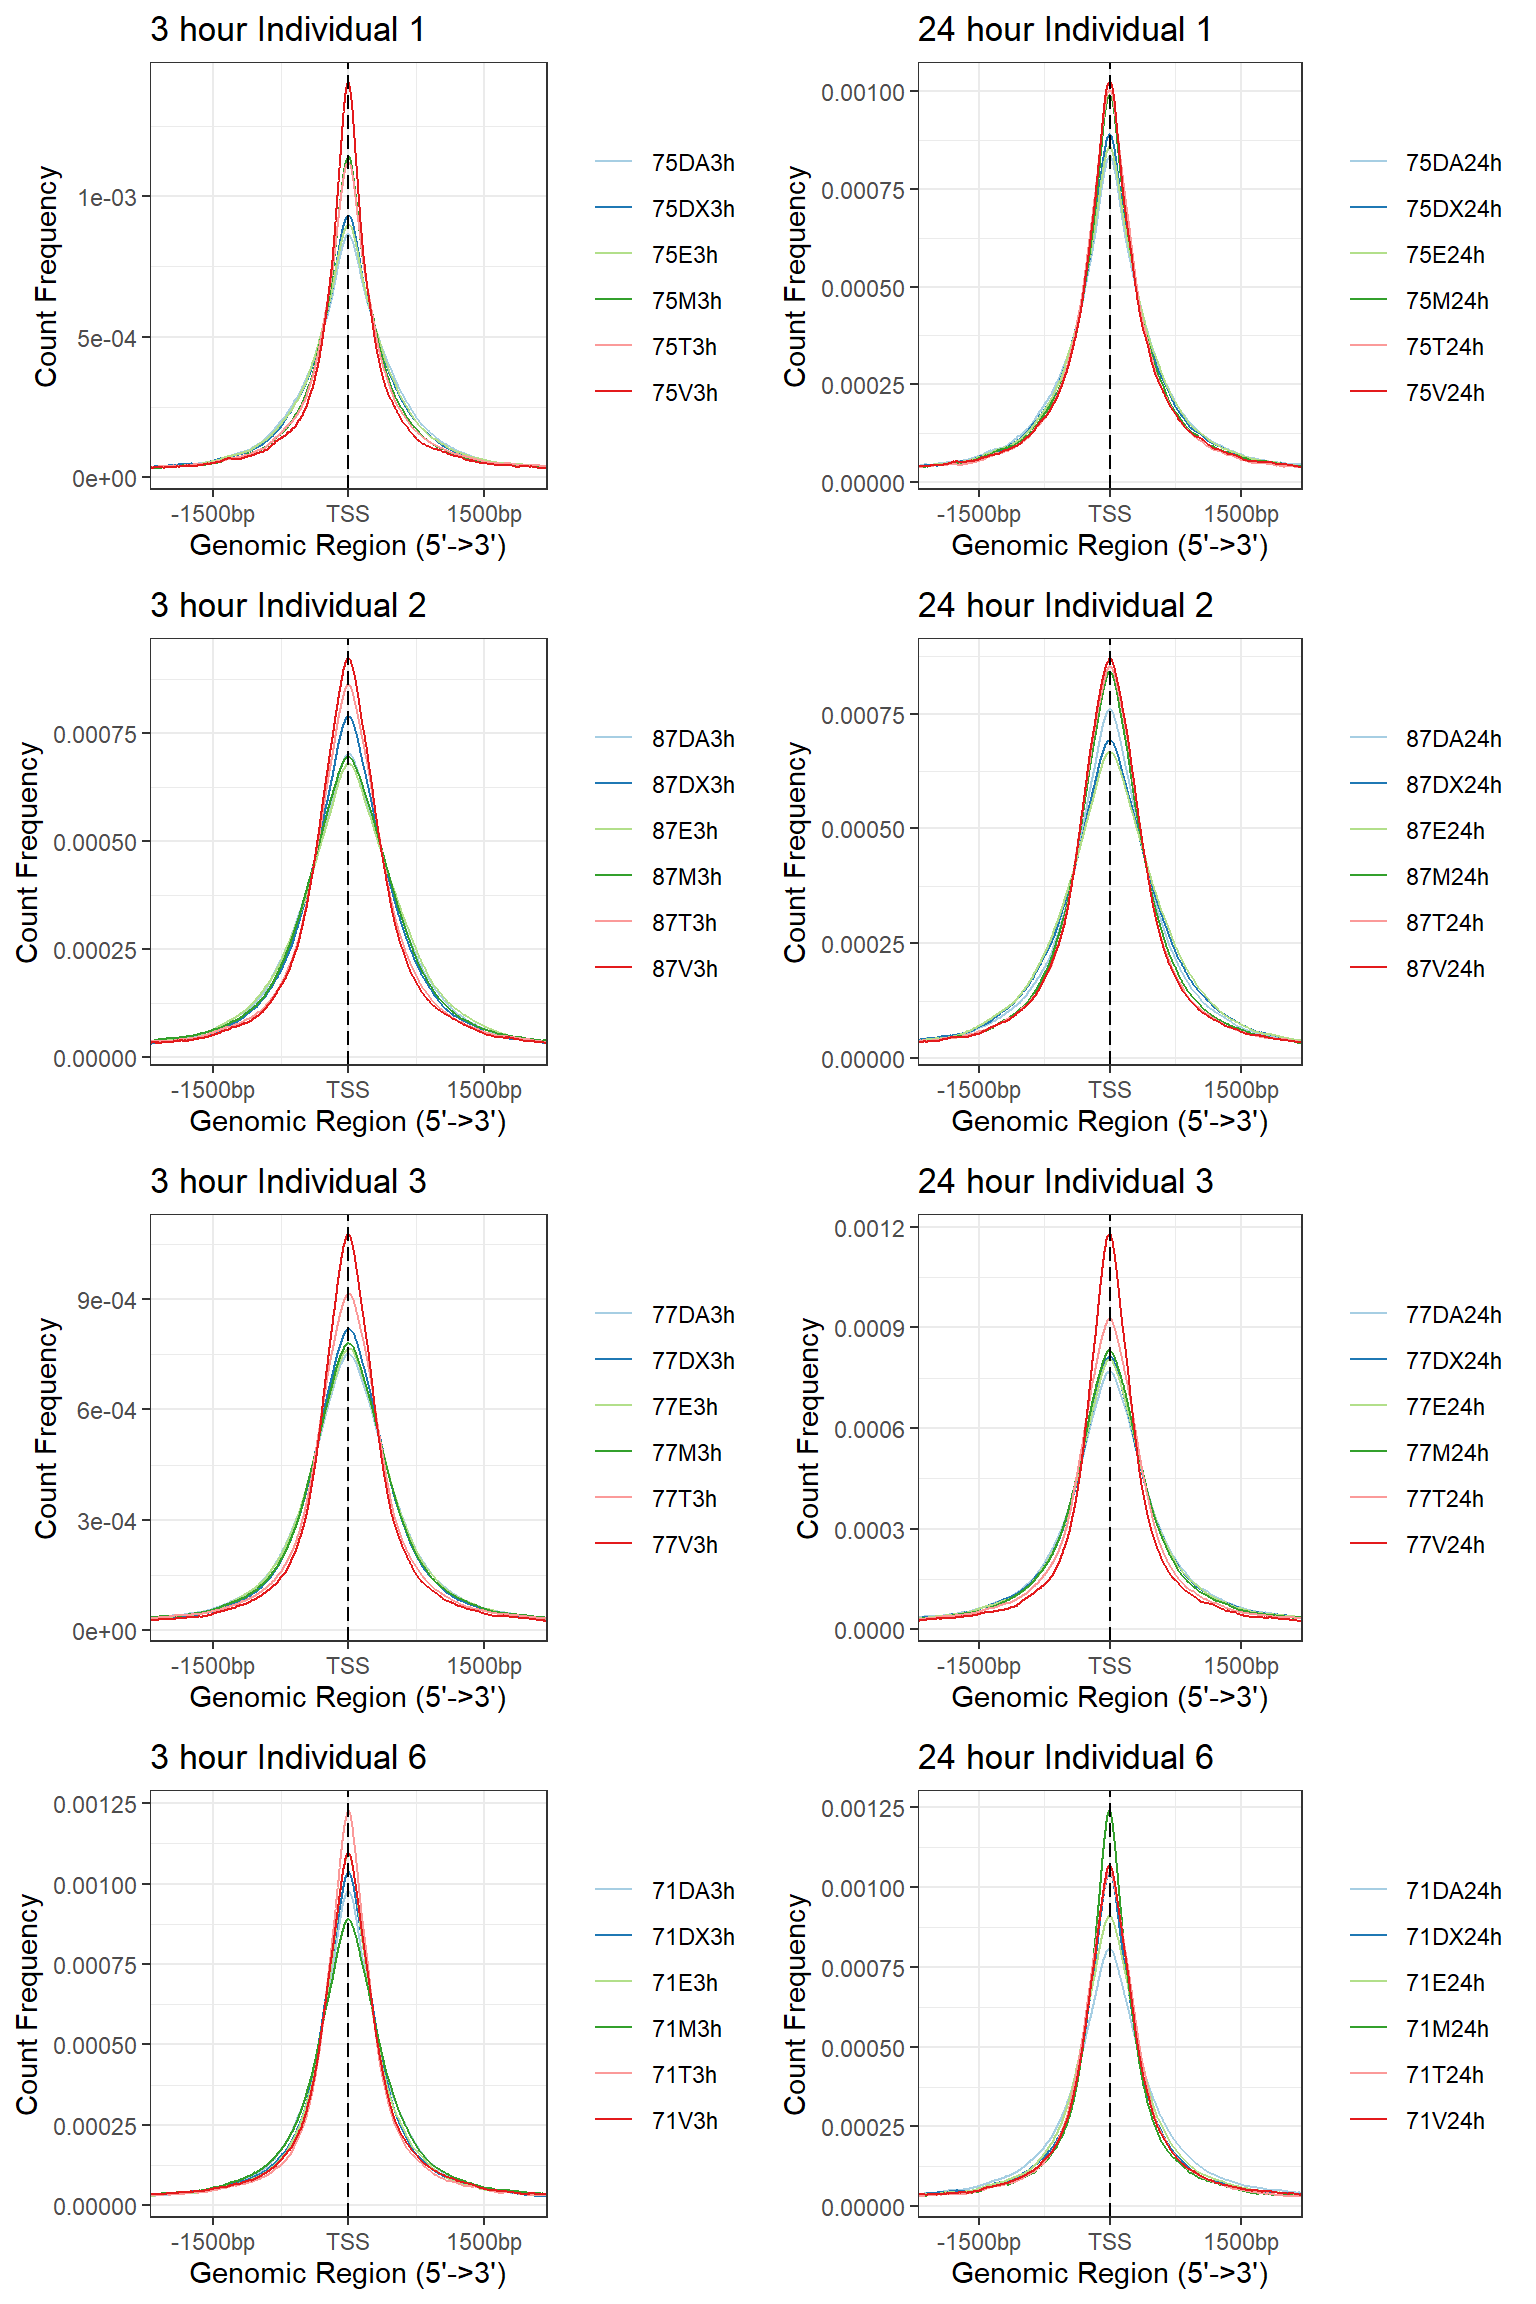 3 hour Individual 1
Count Frequency
1e-03
5e-04
0e+00
-1500bp TSS 1500bp
Genomic Region (5'->3')
75DA3h
75DX3h
75E3h
75M3h
75T3h
75V3h
24 hour Individual 1
Count Frequency
0.00100
0.00075
0.00050
0.00025
0.00000
-1500bp TSS 1500bp
Genomic Region (5'->3')
75DA24h
75DX24h
75E24h
75M24h
75T24h
75V24h
3 hour Individual 2
Count Frequency
0.00075
0.00050
0.00025
0.00000
-1500bp TSS 1500bp
Genomic Region (5'->3')
87DA3h
87DX3h
87E3h
87M3h
87T3h
87V3h
24 hour Individual 2
Count Frequency
0.00075
0.00050
0.00025
0.00000
-1500bp TSS 1500bp
Genomic Region (5'->3')
87DA24h
87DX24h
87E24h
87M24h
87T24h
87V24h
3 hour Individual 3
Count Frequency
9e-04
6e-04
3e-04
0e+00
-1500bp TSS 1500bp
Genomic Region (5'->3')
77DA3h
77DX3h
77E3h
77M3h
77T3h
77V3h
24 hour Individual 3
Count Frequency
0.0012
0.0009
0.0006
0.0003
0.0000
-1500bp TSS 1500bp
Genomic Region (5'->3')
77DA24h
77DX24h
77E24h
77M24h
77T24h
77V24h
3 hour Individual 6
Count Frequency
0.00125
0.00100
0.00075
0.00050
0.00025
0.00000
-1500bp TSS 1500bp
Genomic Region (5'->3')
71DA3h
71DX3h
71E3h
71M3h
71T3h
71V3h
24 hour Individual 6
Count Frequency
0.00125
0.00100
0.00075
0.00050
0.00025
0.00000
-1500bp TSS 1500bp
Genomic Region (5'->3')
71DA24h
71DX24h
71E24h
71M24h
71T24h
71V24h